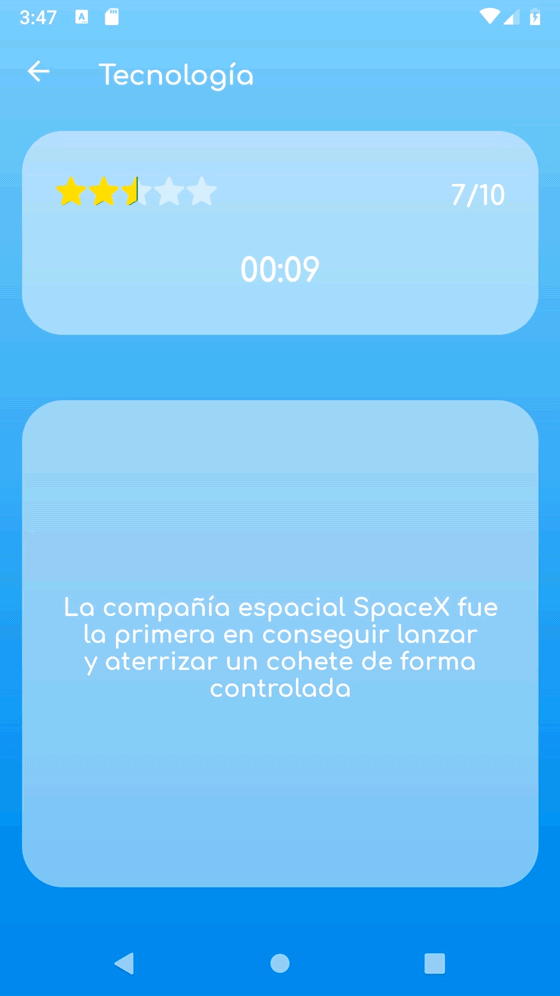 3:47
Tecnología
7/10
00:09
La compañía espacial SpaceX fue
la primera en conseguir lanzar
y aterrizar un cohete de forma
controlada